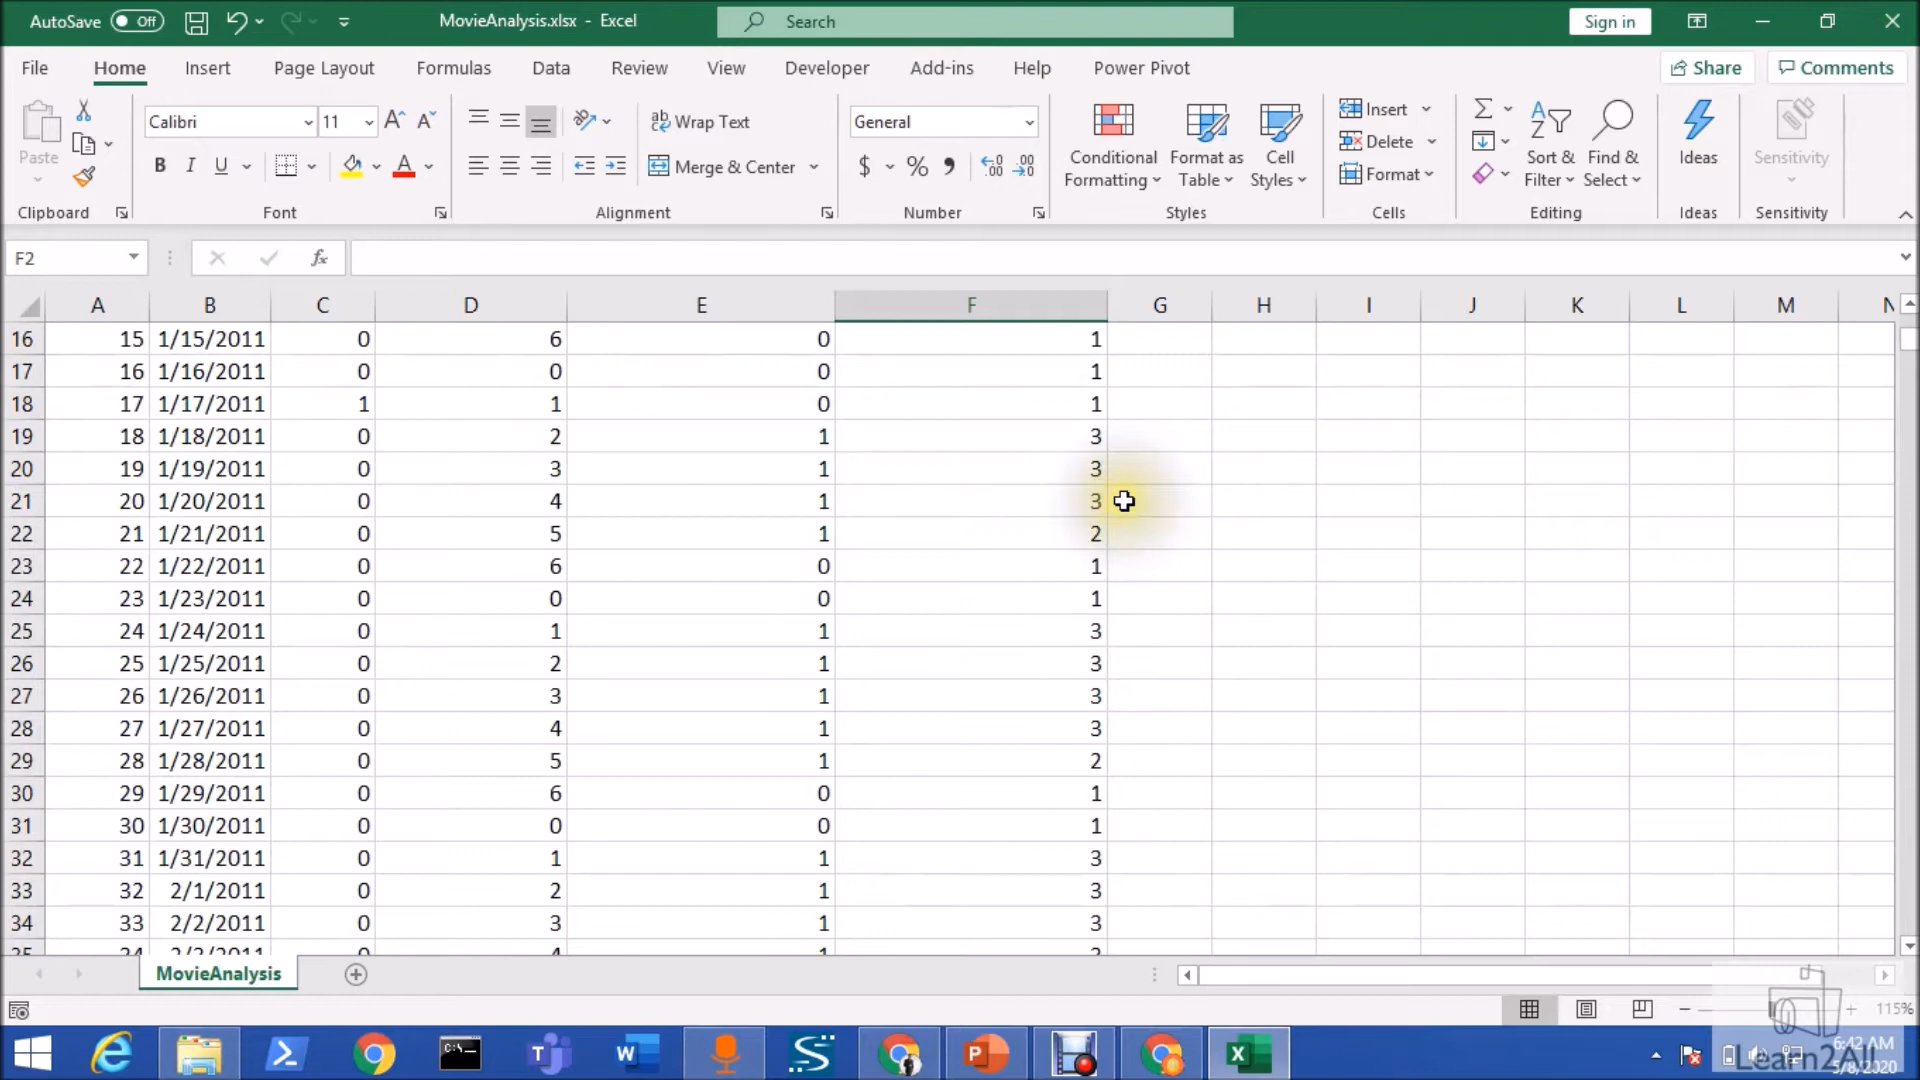 AutoSave Off MovieAnalysis.xlsx - Excel Search Sign in
File Home Insert Page Layout Formulas Data Review View Developer Add-ins Help Power Pivot Share Comments
Paste Calibri 11 Wrap Text General Conditional Formatting Format as Table Cell Styles Insert Sort & Filter Find & Select Ideas Sensitivity
B I U Merge & Center $ % Delete
Format
Clipboard Font Alignment Number Styles Cells Editing Ideas Sensitivity
F2 fx
A B C D E F G H I J K L M N
16 15 1/15/2011 0 6 0 1
17 16 1/16/2011 0 0 0 1
18 17 1/17/2011 1 1 0 1
19 18 1/18/2011 0 2 1 3
20 19 1/19/2011 0 3 1 3
21 20 1/20/2011 0 4 1 3
22 21 1/21/2011 0 5 1 2
23 22 1/22/2011 0 6 0 1
24 23 1/23/2011 0 0 0 1
25 24 1/24/2011 0 1 1 3
26 25 1/25/2011 0 2 1 3
27 26 1/26/2011 0 3 1 3
28 27 1/27/2011 0 4 1 3
29 28 1/28/2011 0 5 1 2
30 29 1/29/2011 0 6 0 1
31 30 1/30/2011 0 0 0 1
32 31 1/31/2011 0 1 1 3
33 32 2/1/2011 0 2 1 3
34 33 2/2/2011 0 3 1 3
MovieAnalysis
115%
6:42 AM
5/8/2020
Learn2All